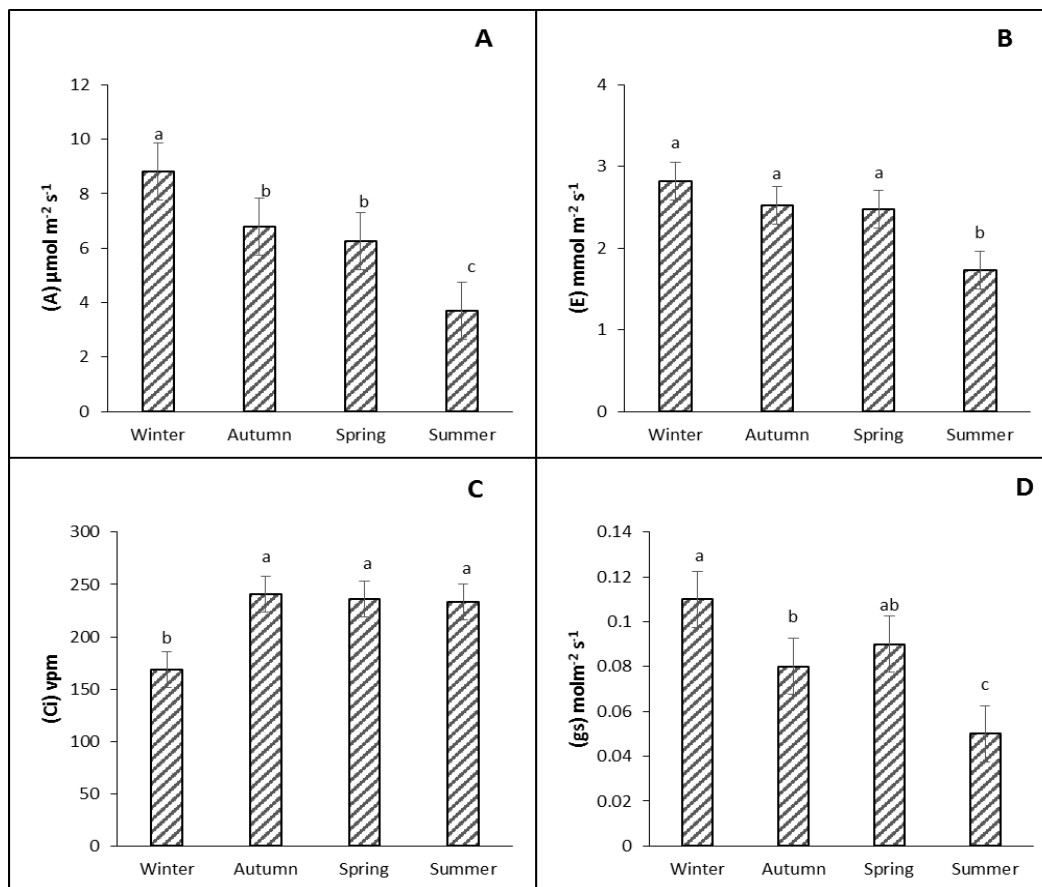 A
(A) μmol m⁻² s⁻¹
12
10
8
6
4
2
0
a
b
b
c
Winter Autumn Spring Summer
B
(E) mmol m⁻² s⁻¹
4
3
2
1
0
a
a
a
b
Winter Autumn Spring Summer
C
(Ci) vpm
300
250
200
150
100
50
0
b
a
a
a
Winter Autumn Spring Summer
D
(gs) molm⁻² s⁻¹
0.14
0.12
0.1
0.08
0.06
0.04
0.02
0
a
b
ab
c
Winter Autumn Spring Summer